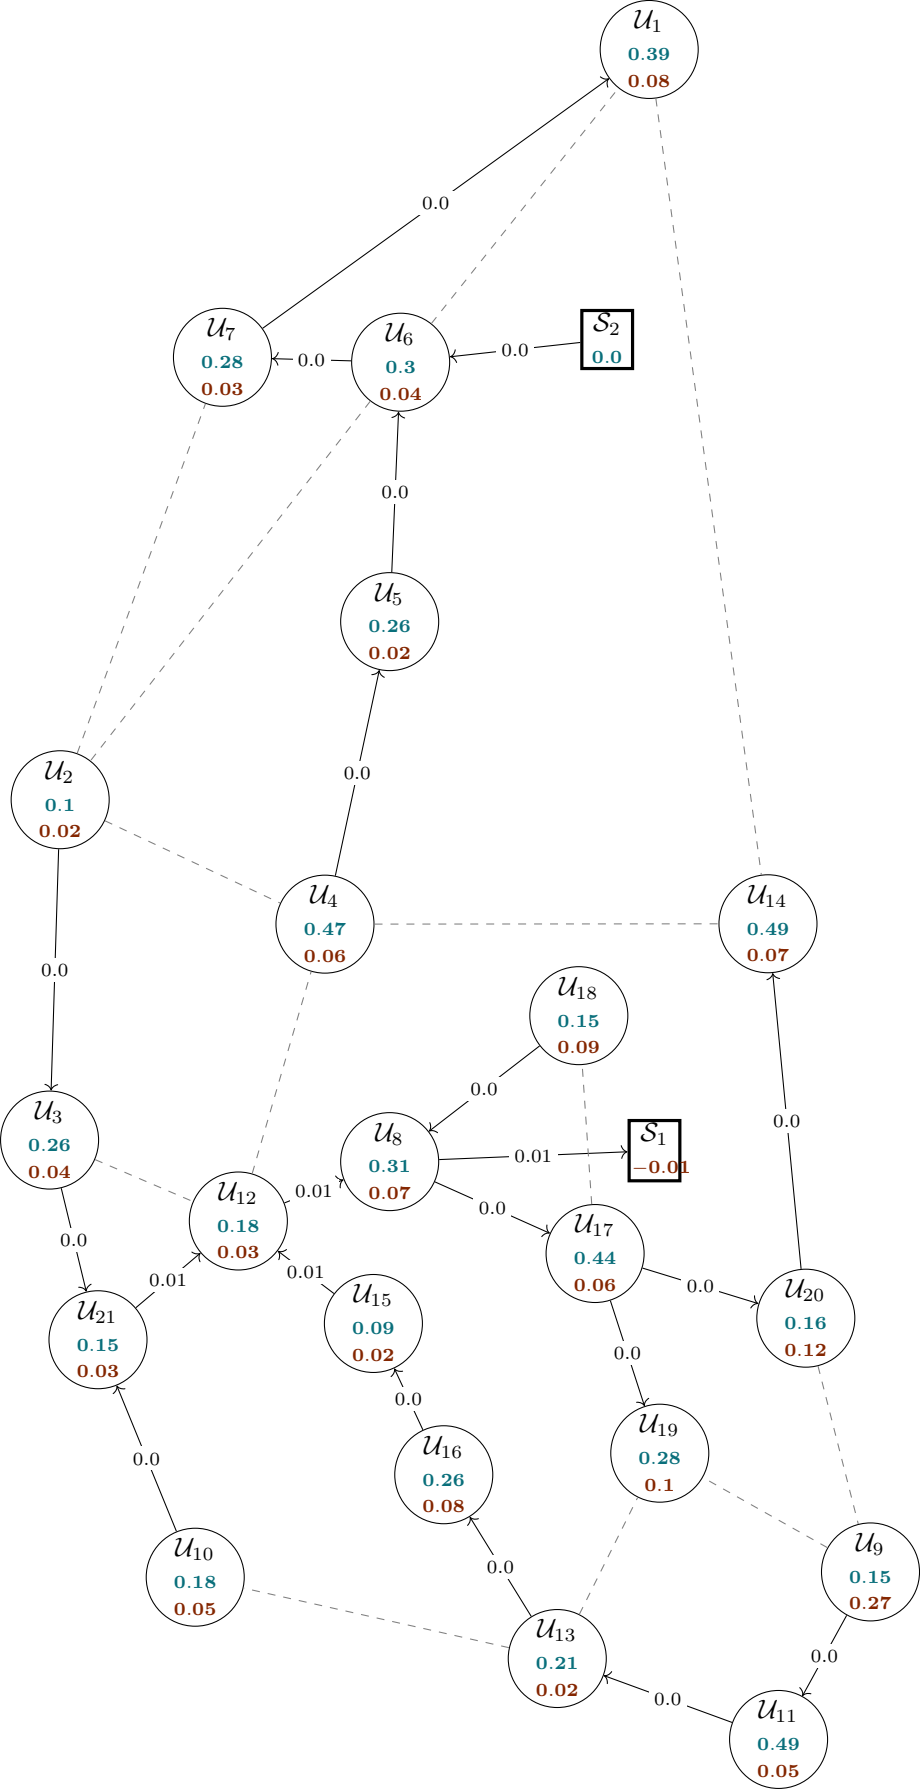 𝒰₁
0.39
0.08
0.0
𝒰₇
0.28
0.03
0.0
𝒰₆
0.3
0.04
0.0
𝒮₂
0.0
0.0
𝒰₅
0.26
0.02
0.0
𝒰₂
0.1
0.02
𝒰₄
0.47
0.06
𝒰₁₄
0.49
0.07
0.0
𝒰₁₈
0.15
0.09
0.0
𝒰₃
0.26
0.04
𝒰₈
0.31
0.07
0.01
𝒮₁
−0.01
0.0
𝒰₁₂
0.18
0.03
0.01
0.0
𝒰₁₇
0.44
0.06
0.0
0.0
0.01
0.01
𝒰₂₁
0.15
0.03
𝒰₁₅
0.09
0.02
𝒰₂₀
0.16
0.12
0.0
0.0
𝒰₁₉
0.28
0.1
0.0
𝒰₁₆
0.26
0.08
𝒰₁₀
0.18
0.05
0.0
𝒰₉
0.15
0.27
𝒰₁₃
0.21
0.02
0.0
0.0
𝒰₁₁
0.49
0.05